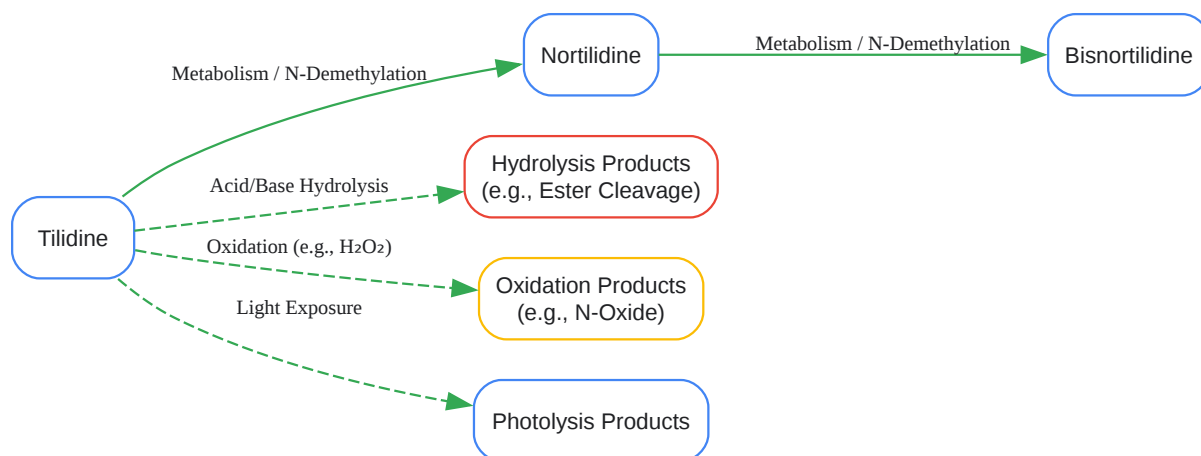 Nortilidine
Metabolism / N-Demethylation
Bisnortilidine
Metabolism / N-Demethylation
Hydrolysis Products
(e.g., Ester Cleavage)
Acid/Base Hydrolysis
Tilidine
Oxidation (e.g., H₂O₂)
Oxidation Products
(e.g., N-Oxide)
Light Exposure
Photolysis Products